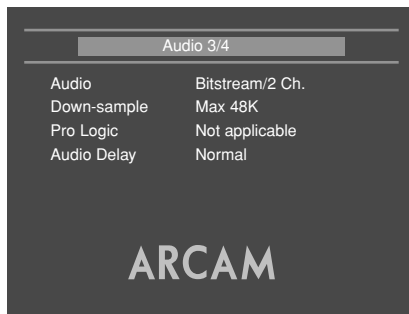 Audio 3/4
Audio Bitstream/2 Ch.
Down-sample Max 48K
Pro Logic Not applicable
Audio Delay Normal
ARCAM